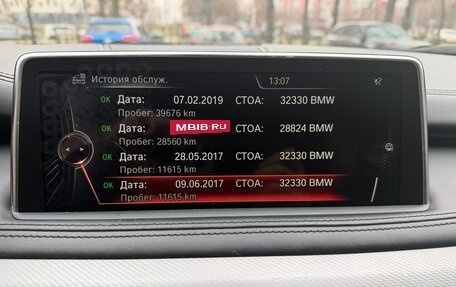 История обслуж. 13:07
OK Дата: 07.02.2019 СТОА: 32330 BMW
Пробег: 39676 km
OK Дата: СТОА: 28824 BMW
MBIB.RU
Пробег: 28560 km
OK Дата: 28.05.2017 СТОА: 32330 BMW
Пробег: 11615 km
OK Дата: 09.06.2017 СТОА: 32330 BMW
Пробег: 11615 km